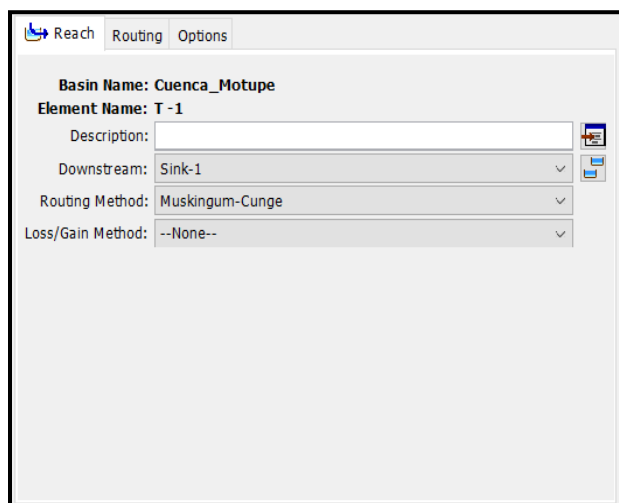 Reach Routing Options
Basin Name: Cuenca_Motupe
Element Name: T -1
Description:
Downstream: Sink-1
Routing Method: Muskingum-Cunge
Loss/Gain Method: --None--